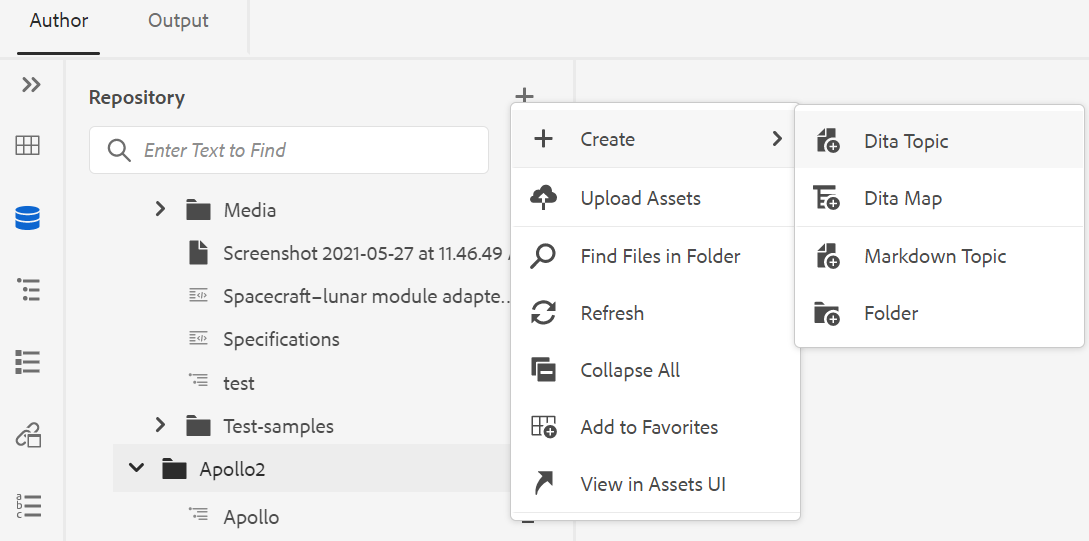 Author
Output
Repository
Enter Text to Find
Media
Screenshot 2021-05-27 at 11.46.49
Spacecraft–lunar module adapte...
Specifications
test
Test-samples
Apollo2
Apollo
Create
Upload Assets
Find Files in Folder
Refresh
Collapse All
Add to Favorites
View in Assets UI
Dita Topic
Dita Map
Markdown Topic
Folder